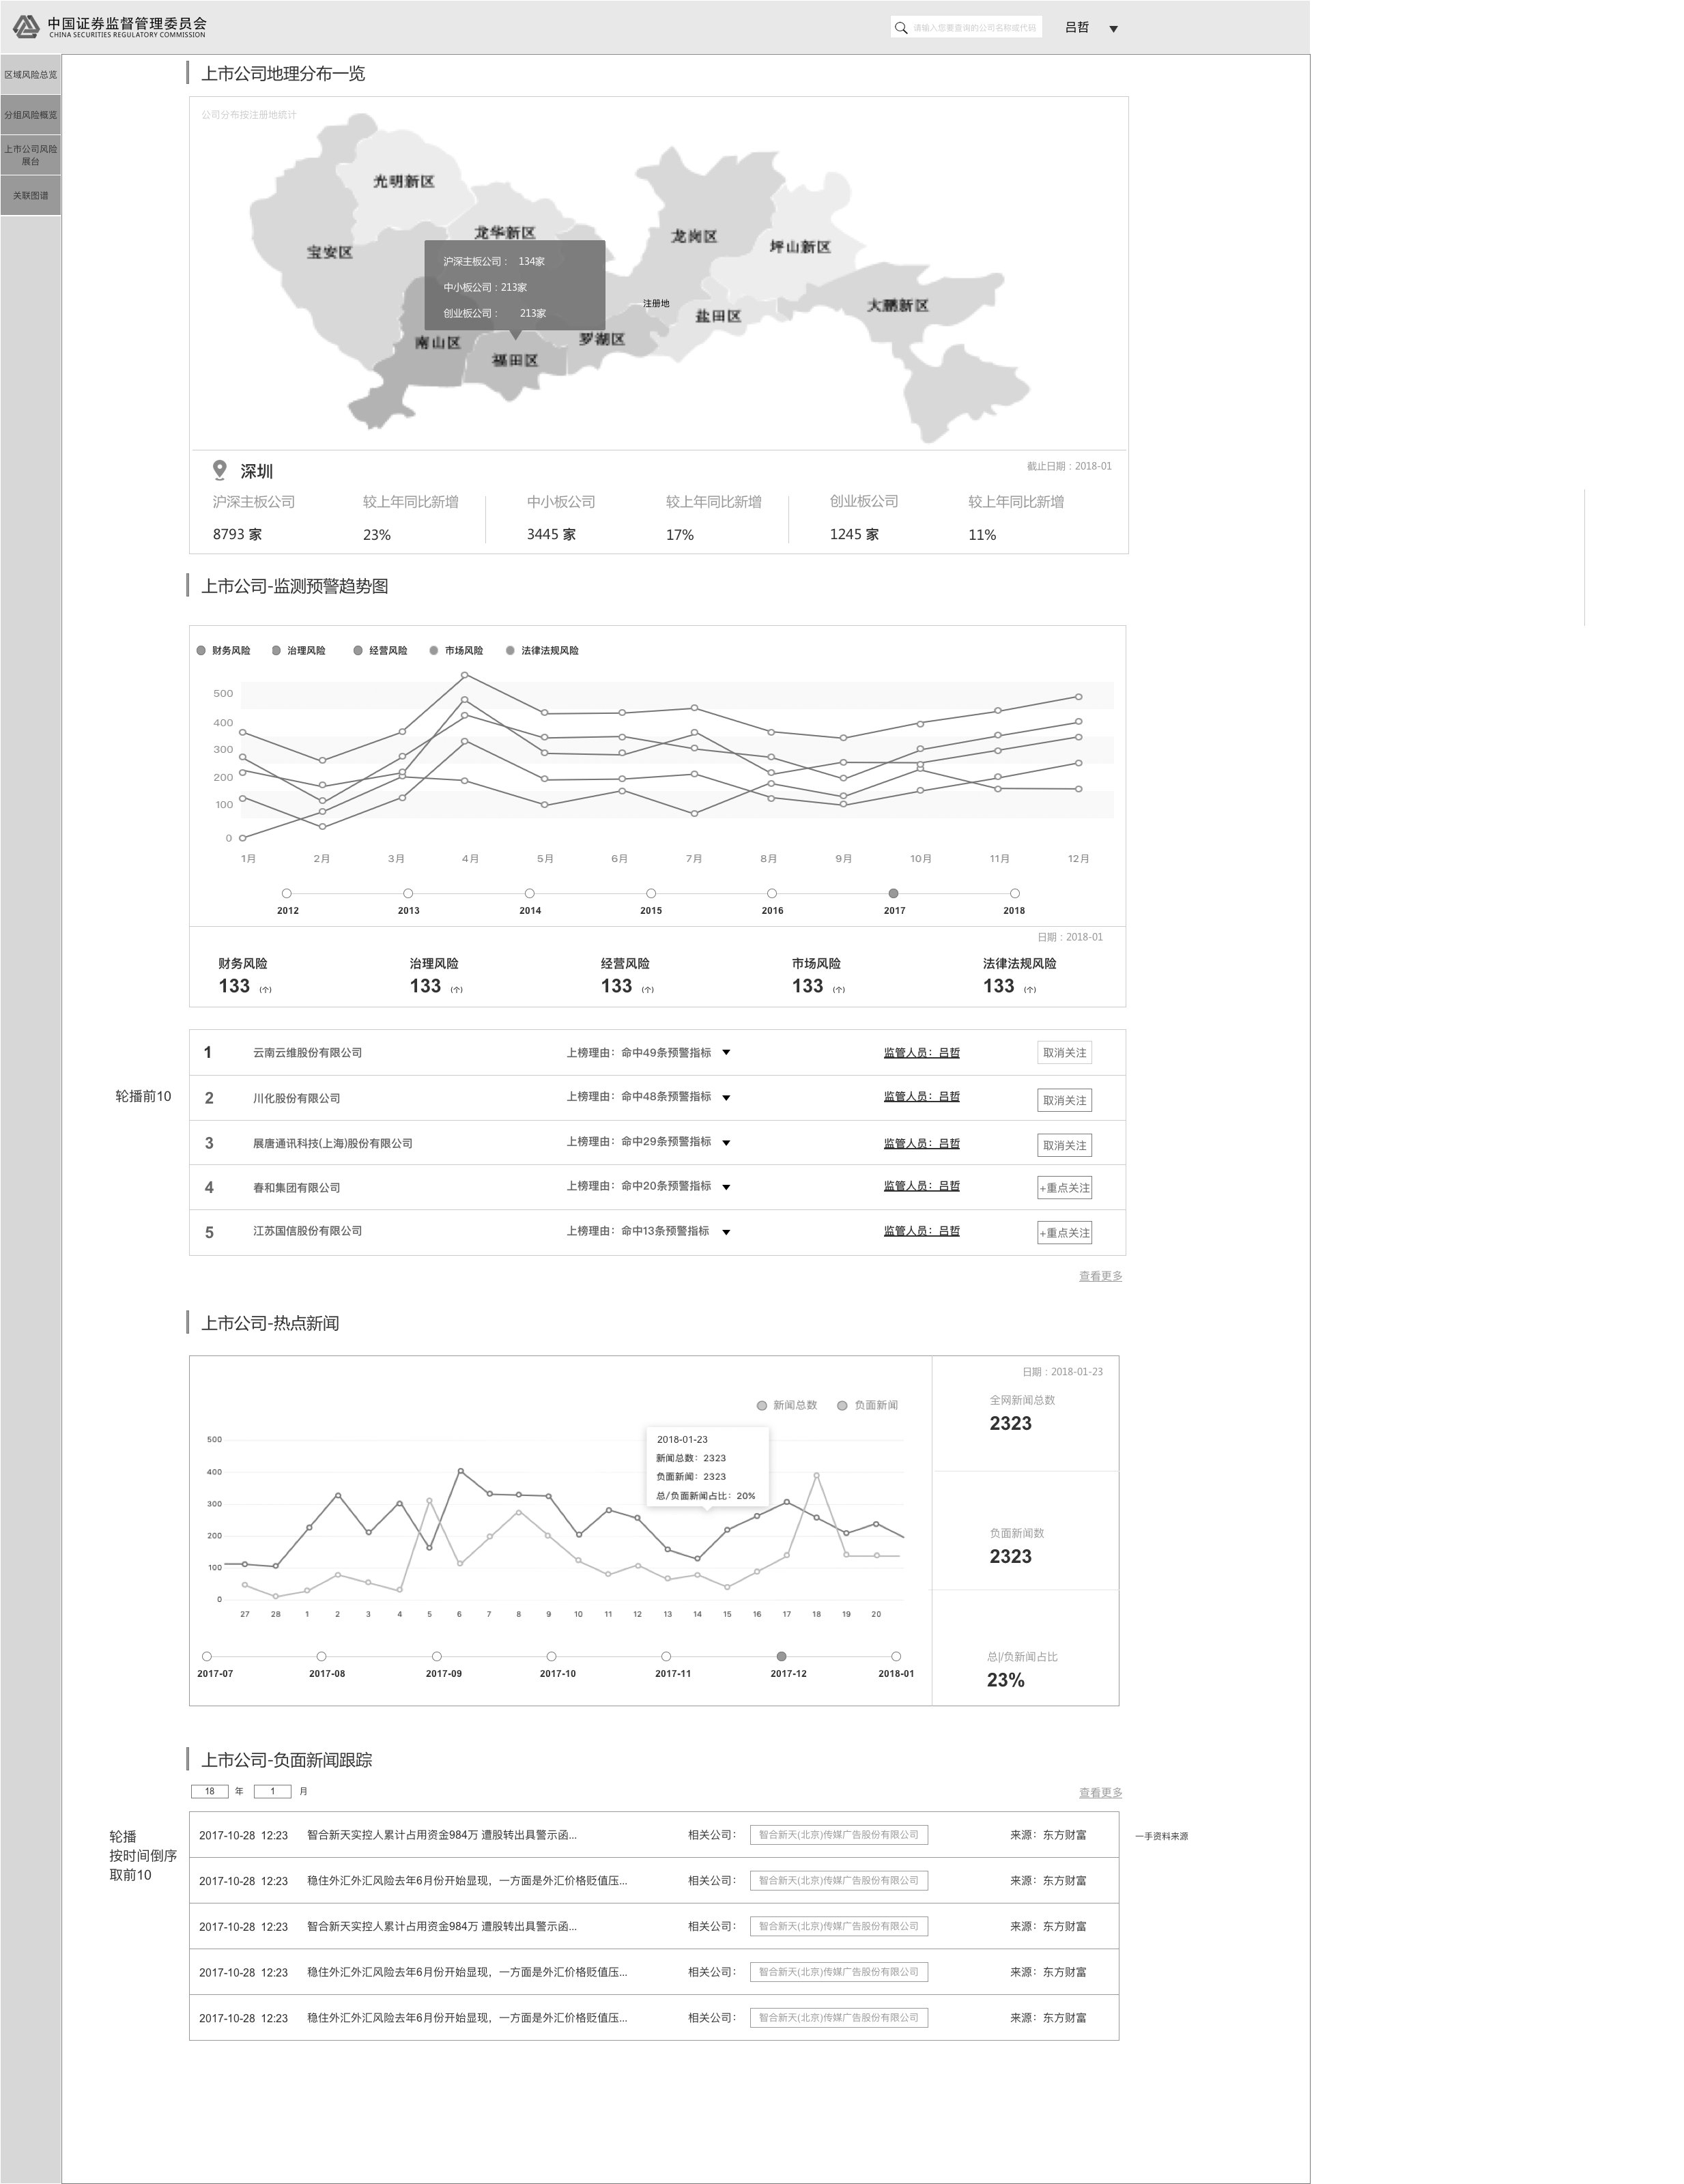 中国证券监督管理委员会
CHINA SECURITIES REGULATORY COMMISSION
请输入您要查询的公司名称或代码
吕哲
区域风险总览
分组风险概览
上市公司风险
展台
关联图谱
上市公司地理分布一览
公司分布按注册地统计
光明新区
宝安区
龙华新区
龙岗区
坪山新区
沪深主板公司： 134家
中小板公司：213家
创业板公司： 213家
注册地
大鹏新区
盐田区
南山区
罗湖区
福田区
深圳
截止日期：2018-01
沪深主板公司 较上年同比新增 中小板公司 较上年同比新增 创业板公司 较上年同比新增
8793 家 23% 3445 家 17% 1245 家 11%
上市公司-监测预警趋势图
财务风险 治理风险 经营风险 市场风险 法律法规风险
500
400
300
200
100
0
1月 2月 3月 4月 5月 6月 7月 8月 9月 10月 11月 12月
2012 2013 2014 2015 2016 2017 2018
日期：2018-01
财务风险 治理风险 经营风险 市场风险 法律法规风险
133 (个) 133 (个) 133 (个) 133 (个) 133 (个)
1 云南云维股份有限公司 上榜理由：命中49条预警指标 监管人员：吕哲 取消关注
轮播前10
2 川化股份有限公司 上榜理由：命中48条预警指标 监管人员：吕哲 取消关注
3 展唐通讯科技(上海)股份有限公司 上榜理由：命中29条预警指标 监管人员：吕哲 取消关注
4 春和集团有限公司 上榜理由：命中20条预警指标 监管人员：吕哲 +重点关注
5 江苏国信股份有限公司 上榜理由：命中13条预警指标 监管人员：吕哲 +重点关注
查看更多
上市公司-热点新闻
新闻总数 负面新闻
500
400
300
200
100
0
2018-01-23
新闻总数：2323
负面新闻：2323
总/负面新闻占比：20%
27 28 1 2 3 4 5 6 7 8 9 10 11 12 13 14 15 16 17 18 19 20
2017-07 2017-08 2017-09 2017-10 2017-11 2017-12 2018-01
日期：2018-01-23
全网新闻总数
2323
负面新闻数
2323
总|/负新闻占比
23%
上市公司-负面新闻跟踪
18 年 1 月
查看更多
轮播
按时间倒序
取前10
2017-10-28 12:23 智合新天实控人累计占用资金984万 遭股转出具警示函... 相关公司： 智合新天(北京)传媒广告股份有限公司 来源：东方财富
一手资料来源
2017-10-28 12:23 稳住外汇外汇风险去年6月份开始显现，一方面是外汇价格贬值压... 相关公司： 智合新天(北京)传媒广告股份有限公司 来源：东方财富
2017-10-28 12:23 智合新天实控人累计占用资金984万 遭股转出具警示函... 相关公司： 智合新天(北京)传媒广告股份有限公司 来源：东方财富
2017-10-28 12:23 稳住外汇外汇风险去年6月份开始显现，一方面是外汇价格贬值压... 相关公司： 智合新天(北京)传媒广告股份有限公司 来源：东方财富
2017-10-28 12:23 稳住外汇外汇风险去年6月份开始显现，一方面是外汇价格贬值压... 相关公司： 智合新天(北京)传媒广告股份有限公司 来源：东方财富